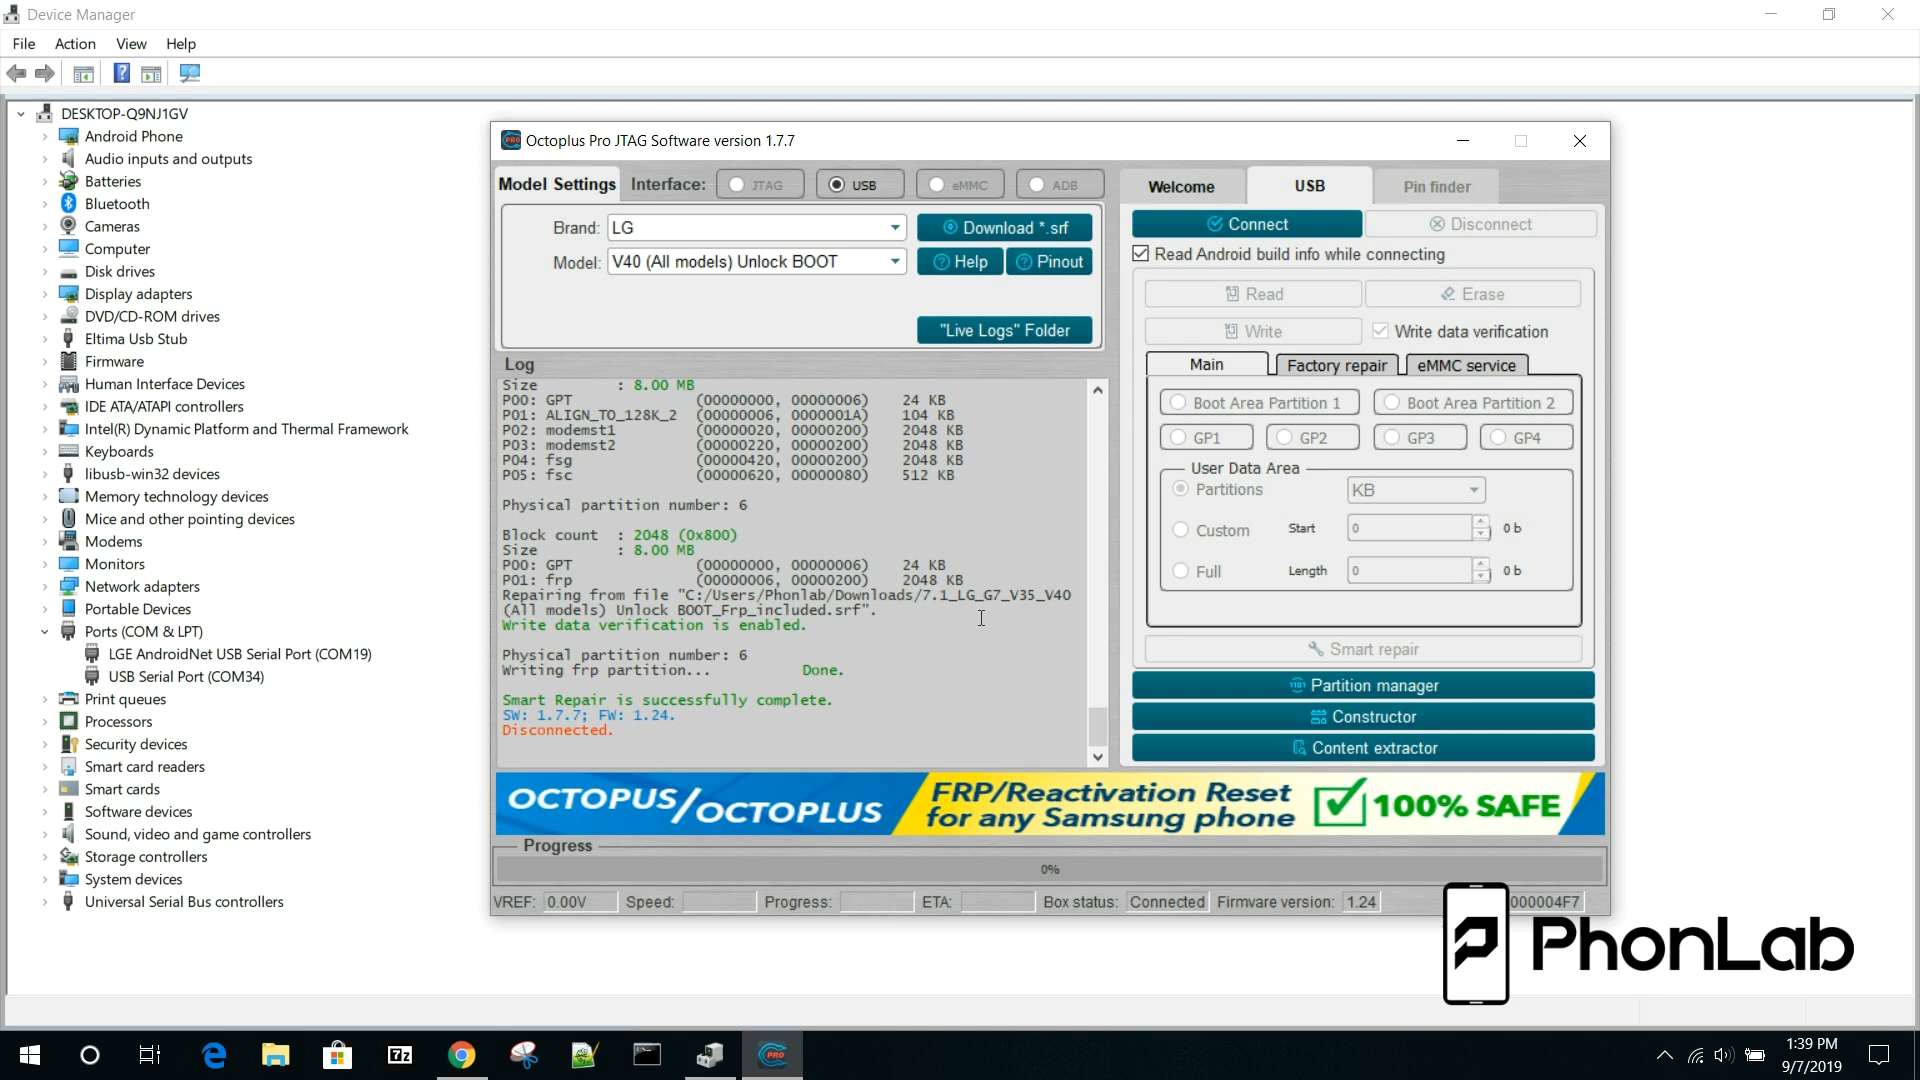 Device Manager
File Action View Help
DESKTOP-Q9NJ1GV
Android Phone
Audio inputs and outputs
Batteries
Bluetooth
Cameras
Computer
Disk drives
Display adapters
DVD/CD-ROM drives
Eltima Usb Stub
Firmware
Human Interface Devices
IDE ATA/ATAPI controllers
Intel(R) Dynamic Platform and Thermal Framework
Keyboards
libusb-win32 devices
Memory technology devices
Mice and other pointing devices
Modems
Monitors
Network adapters
Portable Devices
Ports (COM & LPT)
LGE AndroidNet USB Serial Port (COM19)
USB Serial Port (COM34)
Print queues
Processors
Security devices
Smart card readers
Smart cards
Software devices
Sound, video and game controllers
Storage controllers
System devices
Universal Serial Bus controllers
Octoplus Pro JTAG Software version 1.7.7
Model Settings Interface: JTAG USB eMMC ADB
Brand: LG Download *.srf
Model: V40 (All models) Unlock BOOT Help Pinout
"Live Logs" Folder
Log
Size : 8.00 MB
P00: GPT (00000000, 00000006) 24 KB
P01: ALIGN_TO_128K_2 (00000006, 0000001A) 104 KB
P02: modemst1 (00000020, 00000200) 2048 KB
P03: modemst2 (00000220, 00000200) 2048 KB
P04: fsg (00000420, 00000200) 2048 KB
P05: fsc (00000620, 00000080) 512 KB
Physical partition number: 6
Block count : 2048 (0x800)
Size : 8.00 MB
P00: GPT (00000000, 00000006) 24 KB
P01: frp (00000006, 00000200) 2048 KB
Repairing from file "C:/Users/Phonlab/Downloads/7.1_LG_G7_V35_V40
(All models) Unlock BOOT_Frp_included.srf".
Write data verification is enabled.
Physical partition number: 6
Writing frp partition... Done.
Smart Repair is successfully complete.
SW: 1.7.7; FW: 1.24.
Disconnected.
Welcome USB Pin finder
Connect Disconnect
Read Android build info while connecting
Read Erase
Write Write data verification
Main Factory repair eMMC service
Boot Area Partition 1 Boot Area Partition 2
GP1 GP2 GP3 GP4
User Data Area
Partitions KB
Custom Start 0 0 b
Full Length 0 0 b
Smart repair
Partition manager
Constructor
Content extractor
OCTOPUS/OCTOPLUS
FRP/Reactivation Reset
for any Samsung phone
100% SAFE
Progress
0%
VREF: 0.00V Speed: Progress: ETA: Box status: Connected Firmware version: 1.24 000004F7
PhonLab
7z
PRO
1:39 PM
9/7/2019